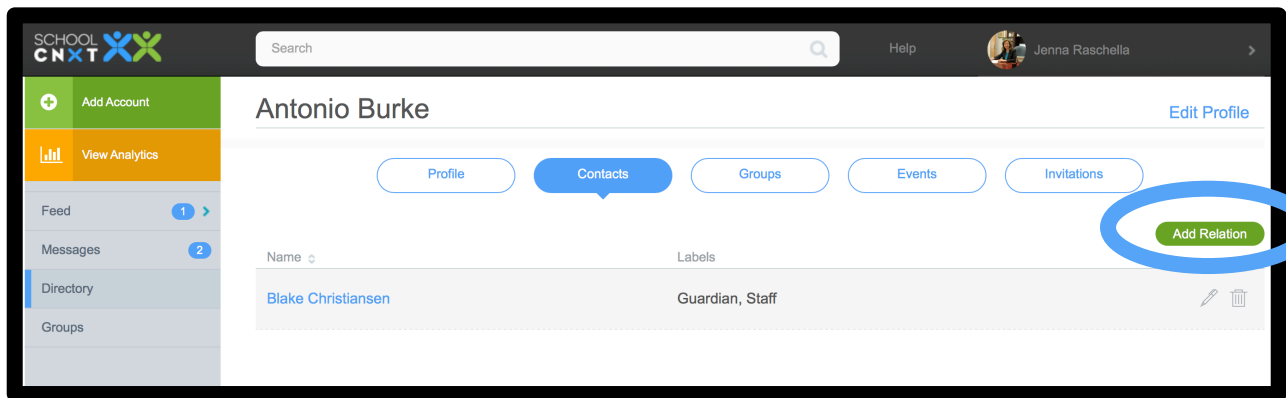 SCHOOL
CNXT
Search
Help
Jenna Raschella
Add Account
View Analytics
Feed 1
Messages 2
Directory
Groups
Antonio Burke
Edit Profile
Profile Contacts Groups Events Invitations
Add Relation
Name Labels
Blake Christiansen Guardian, Staff